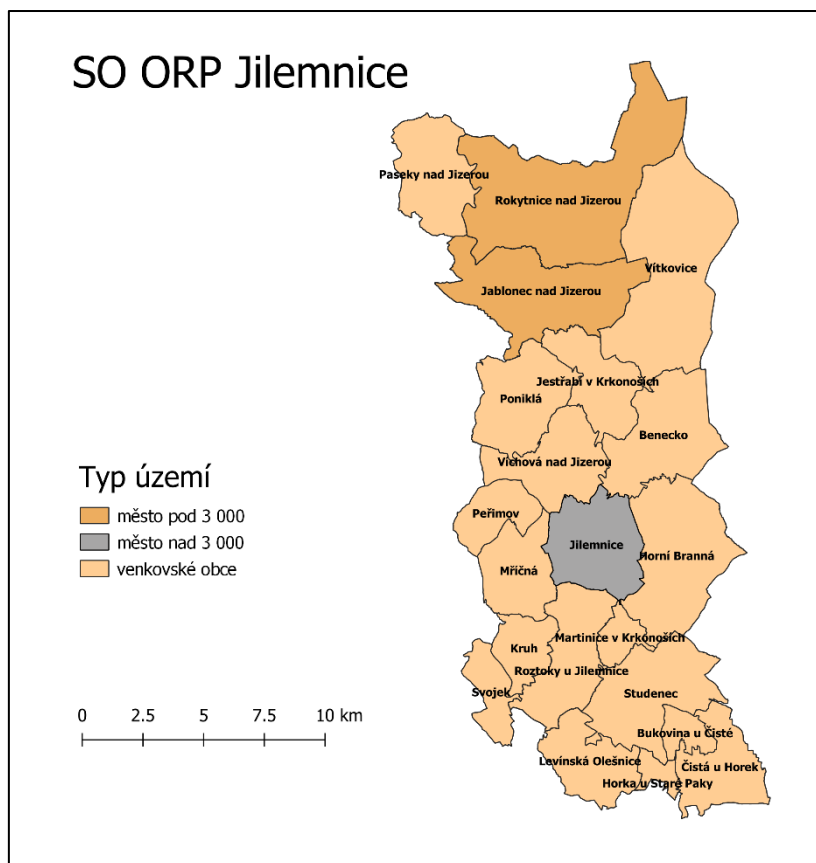 SO ORP Jilemnice
Paseky nad Jizerou
Rokytnice nad Jizerou
Vítkovice
Jablonec nad Jizerou
Jestřabí v Krkonoších
Poniklá
Benecko
Víchová nad Jizerou
Typ území
Peřimov
město pod 3 000
město nad 3 000
Jilemnice
Horní Branná
venkovské obce
Mříčná
Martinice v Krkonoších
Kruh
Roztoky u Jilemnice
Svojek
Studenec
0 2.5 5 7.5 10 km
Bukovina u Čisté
Levínská Olešnice
Čistá u Horek
Horka u Staré Paky